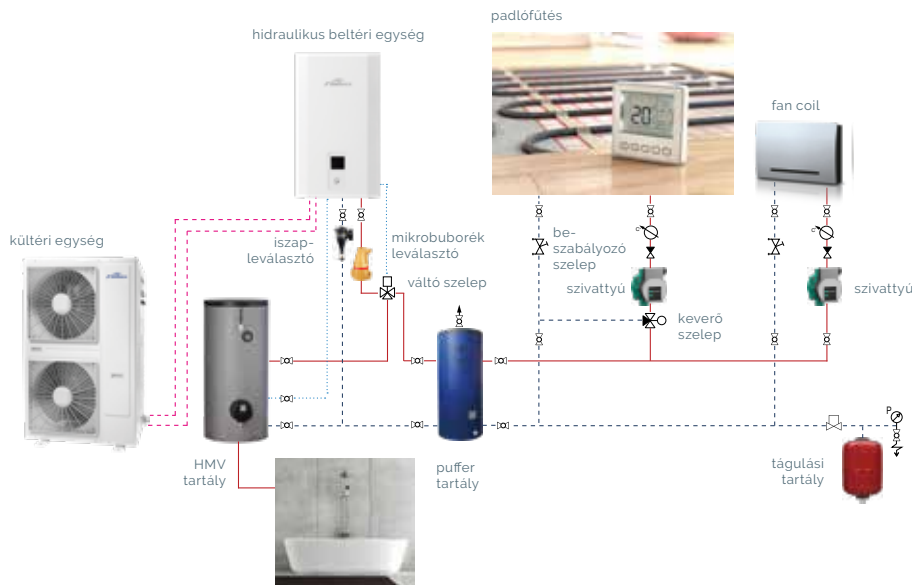 padlófűtés
hidraulikus beltéri egység
fan coil
20
kültéri egység
iszap-
leválasztó
mikrobuborék
leválasztó
váltó szelep
be-
szabályozó
szelep
szivattyú
szivattyú
keverő
szelep
HMV
tartály
puffer
tartály
tágulási
tartály
P